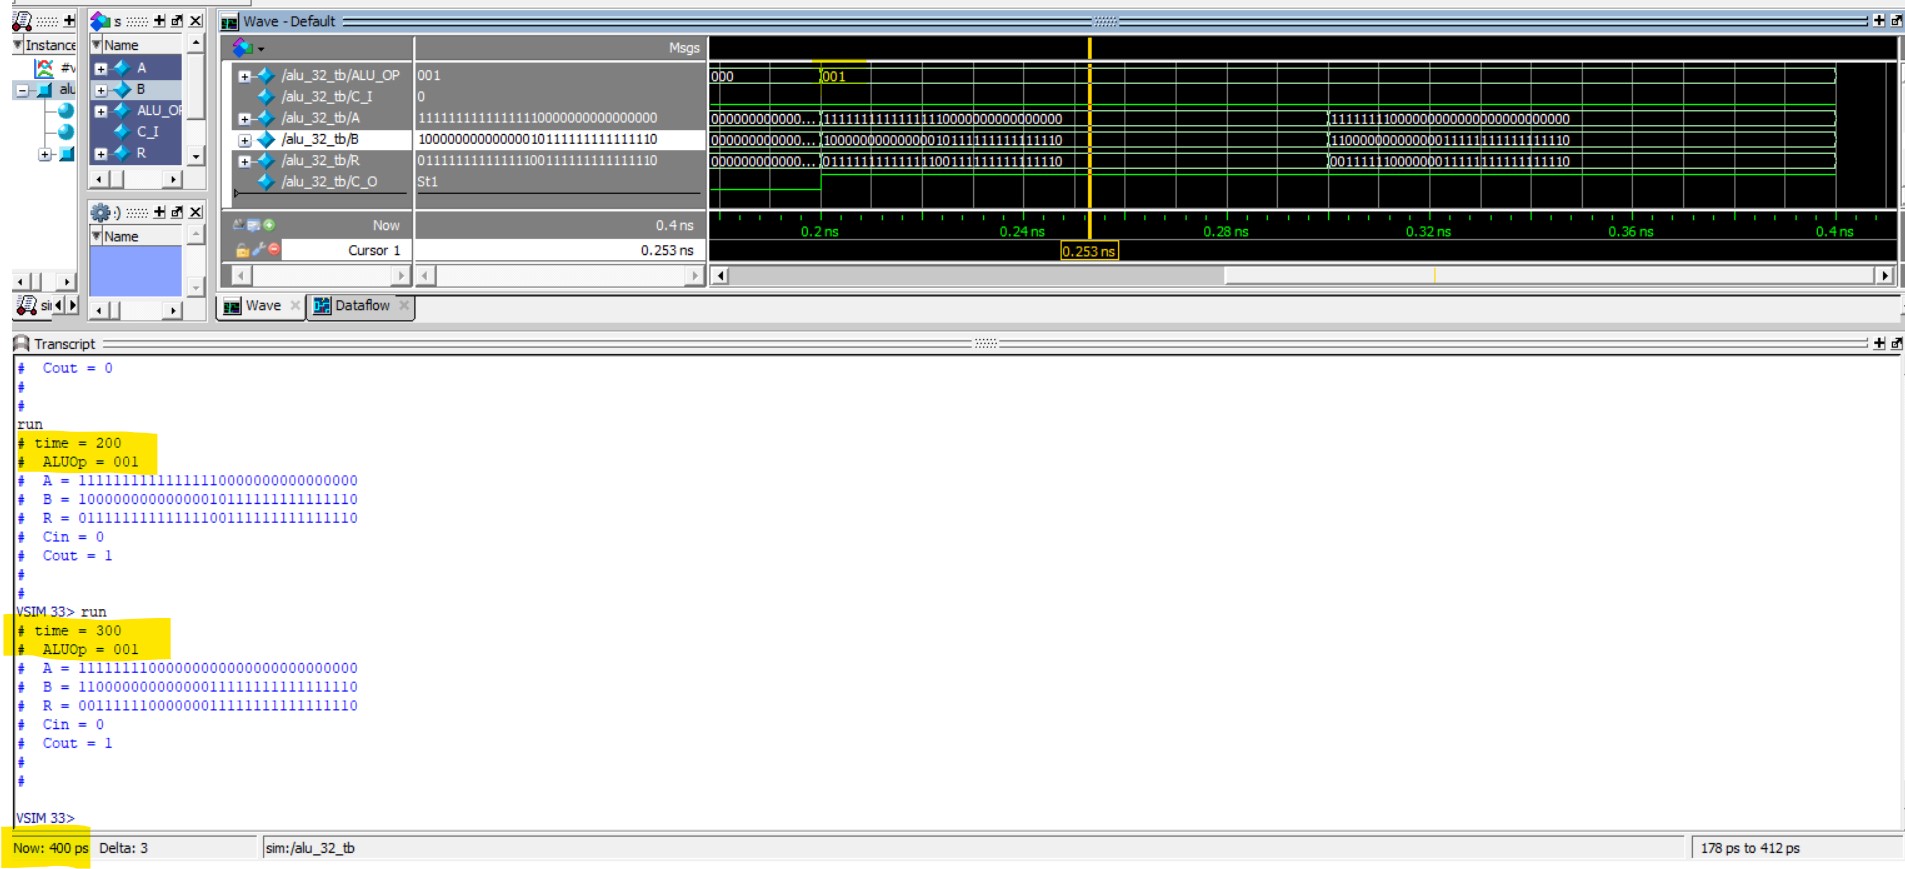 Instance
Name
#v
alu
s
Name
A
B
ALU_OP
C_I
R
:)
Name
Wave - Default
Msgs
/alu_32_tb/ALU_OP 001 000 001
/alu_32_tb/C_I 0
/alu_32_tb/A 11111111111111110000000000000000 000000000000... 11111111111111110000000000000000 11111111000000000000000000000000
/alu_32_tb/B 10000000000000010111111111111110 000000000000... 10000000000000010111111111111110 11000000000000011111111111111110
/alu_32_tb/R 01111111111111100111111111111110 000000000000... 01111111111111100111111111111110 00111111000000011111111111111110
/alu_32_tb/C_O St1
Now 0.4 ns 0.2 ns 0.24 ns 0.28 ns 0.32 ns 0.36 ns 0.4 ns
Cursor 1 0.253 ns 0.253 ns
Wave Dataflow
Transcript
# Cout = 0
#
#
run
# time = 200
# ALUOp = 001
# A = 11111111111111110000000000000000
# B = 10000000000000010111111111111110
# R = 01111111111111100111111111111110
# Cin = 0
# Cout = 1
#
#
VSIM 33> run
# time = 300
# ALUOp = 001
# A = 11111111000000000000000000000000
# B = 11000000000000011111111111111110
# R = 00111111000000011111111111111110
# Cin = 0
# Cout = 1
#
#
VSIM 33>
Now: 400 ps Delta: 3 sim:/alu_32_tb 178 ps to 412 ps